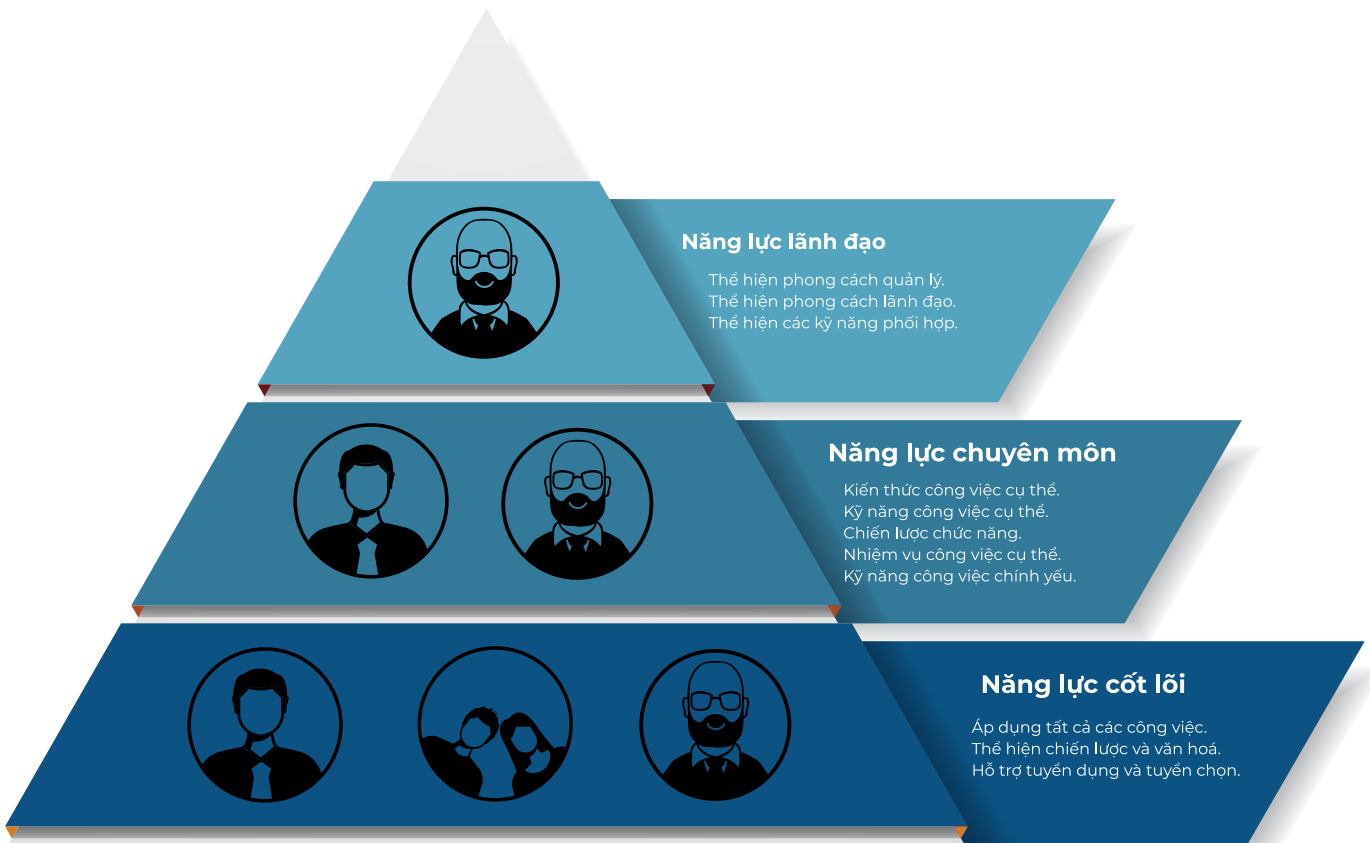 Năng lực lãnh đạo
Thể hiện phong cách quản lý.
Thể hiện phong cách lãnh đạo.
Thể hiện các kỹ năng phối hợp.
Năng lực chuyên môn
Kiến thức công việc cụ thể.
Kỹ năng công việc cụ thể.
Chiến lược chức năng.
Nhiệm vụ công việc cụ thể.
Kỹ năng công việc chính yếu.
Năng lực cốt lõi
Áp dụng tất cả các công việc.
Thể hiện chiến lược và văn hoá.
Hỗ trợ tuyển dụng và tuyển chọn.